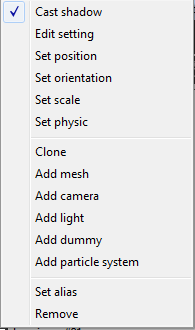 Cast shadow
Edit setting
Set position
Set orientation
Set scale
Set physic
Clone
Add mesh
Add camera
Add light
Add dummy
Add particle system
Set alias
Remove